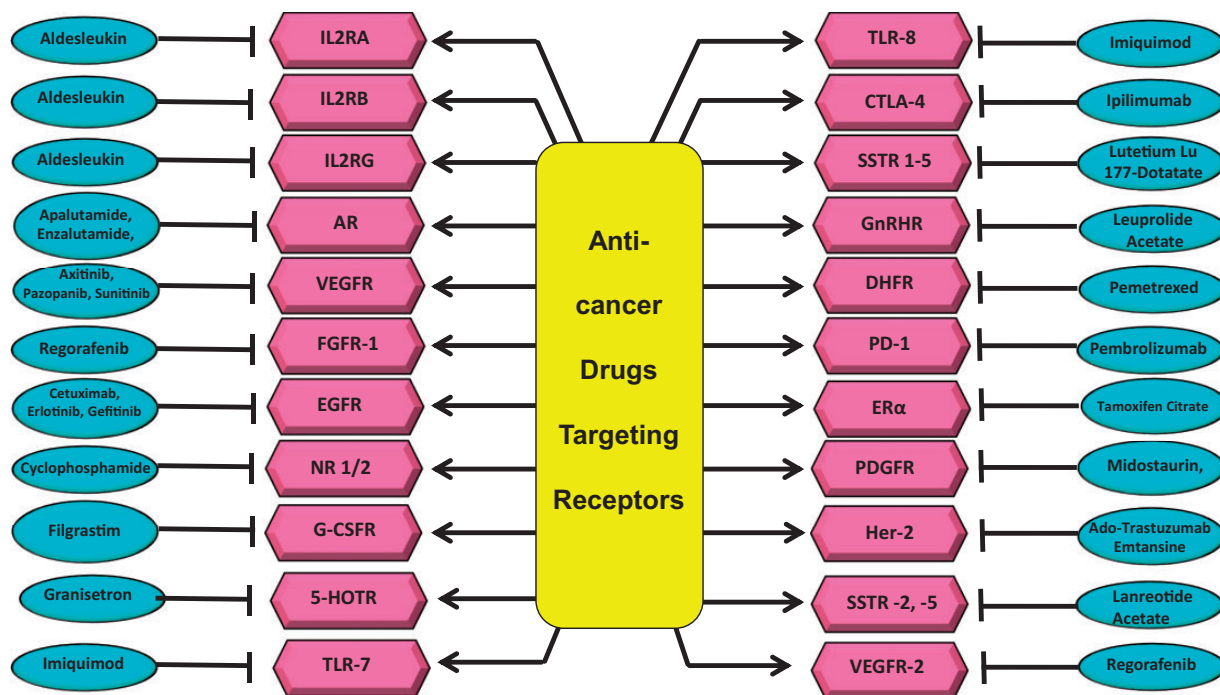 Aldesleukin
IL2RA
Aldesleukin
IL2RB
Aldesleukin
IL2RG
Apalutamide,
Enzalutamide,
AR
Axitinib,
Pazopanib, Sunitinib
VEGFR
Regorafenib
FGFR-1
Cetuximab,
Erlotinib, Gefitinib
EGFR
Cyclophosphamide
NR 1/2
Filgrastim
G-CSFR
Granisetron
5-HOTR
Imiquimod
TLR-7
Anti-
cancer
Drugs
Targeting
Receptors
TLR-8
Imiquimod
CTLA-4
Ipilimumab
SSTR 1-5
Lutetium Lu
177-Dotatate
GnRHR
Leuprolide
Acetate
DHFR
Pemetrexed
PD-1
Pembrolizumab
ERα
Tamoxifen Citrate
PDGFR
Midostaurin,
Her-2
Ado-Trastuzumab
Emtansine
SSTR -2, -5
Lanreotide
Acetate
VEGFR-2
Regorafenib